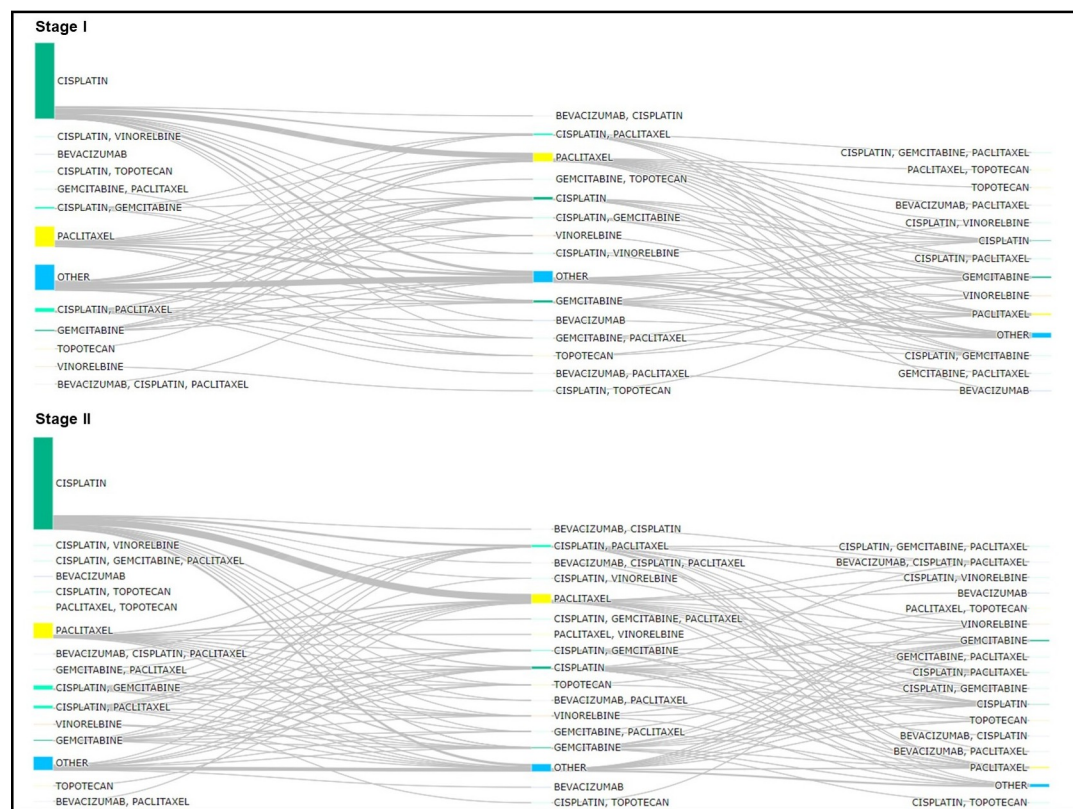 Stage I
CISPLATIN
CISPLATIN, VINORELBINE
BEVACIZUMAB
CISPLATIN, TOPOTECAN
GEMCITABINE, PACLITAXEL
CISPLATIN, GEMCITABINE
PACLITAXEL
OTHER
CISPLATIN, PACLITAXEL
GEMCITABINE
TOPOTECAN
VINORELBINE
BEVACIZUMAB, CISPLATIN, PACLITAXEL
BEVACIZUMAB, CISPLATIN
CISPLATIN, PACLITAXEL
PACLITAXEL
GEMCITABINE, TOPOTECAN
CISPLATIN
CISPLATIN, GEMCITABINE
VINORELBINE
CISPLATIN, VINORELBINE
OTHER
GEMCITABINE
BEVACIZUMAB
GEMCITABINE, PACLITAXEL
TOPOTECAN
BEVACIZUMAB, PACLITAXEL
CISPLATIN, TOPOTECAN
CISPLATIN, GEMCITABINE, PACLITAXEL
PACLITAXEL, TOPOTECAN
TOPOTECAN
BEVACIZUMAB, PACLITAXEL
CISPLATIN, VINORELBINE
CISPLATIN
CISPLATIN, PACLITAXEL
GEMCITABINE
VINORELBINE
PACLITAXEL
OTHER
CISPLATIN, GEMCITABINE
GEMCITABINE, PACLITAXEL
BEVACIZUMAB
Stage II
CISPLATIN
CISPLATIN, VINORELBINE
CISPLATIN, GEMCITABINE, PACLITAXEL
BEVACIZUMAB
CISPLATIN, TOPOTECAN
PACLITAXEL, TOPOTECAN
PACLITAXEL
BEVACIZUMAB, CISPLATIN, PACLITAXEL
GEMCITABINE, PACLITAXEL
CISPLATIN, GEMCITABINE
CISPLATIN, PACLITAXEL
VINORELBINE
GEMCITABINE
OTHER
TOPOTECAN
BEVACIZUMAB, PACLITAXEL
BEVACIZUMAB, CISPLATIN
CISPLATIN, PACLITAXEL
BEVACIZUMAB, CISPLATIN, PACLITAXEL
CISPLATIN, VINORELBINE
PACLITAXEL
CISPLATIN, GEMCITABINE, PACLITAXEL
PACLITAXEL, VINORELBINE
CISPLATIN, GEMCITABINE
CISPLATIN
TOPOTECAN
BEVACIZUMAB, PACLITAXEL
VINORELBINE
GEMCITABINE, PACLITAXEL
GEMCITABINE
OTHER
BEVACIZUMAB
CISPLATIN, TOPOTECAN
CISPLATIN, GEMCITABINE, PACLITAXEL
BEVACIZUMAB, CISPLATIN, PACLITAXEL
CISPLATIN, VINORELBINE
BEVACIZUMAB
PACLITAXEL, TOPOTECAN
VINORELBINE
GEMCITABINE
GEMCITABINE, PACLITAXEL
CISPLATIN, PACLITAXEL
CISPLATIN, GEMCITABINE
CISPLATIN
TOPOTECAN
BEVACIZUMAB, CISPLATIN
BEVACIZUMAB, PACLITAXEL
PACLITAXEL
OTHER
CISPLATIN, TOPOTECAN